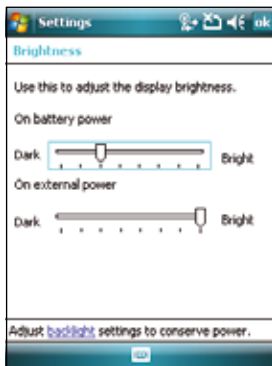 Settings
ok
Brightness
Use this to adjust the display brightness.
On battery power
Dark
Bright
On external power
Dark
Bright
Adjust backlight settings to conserve power.